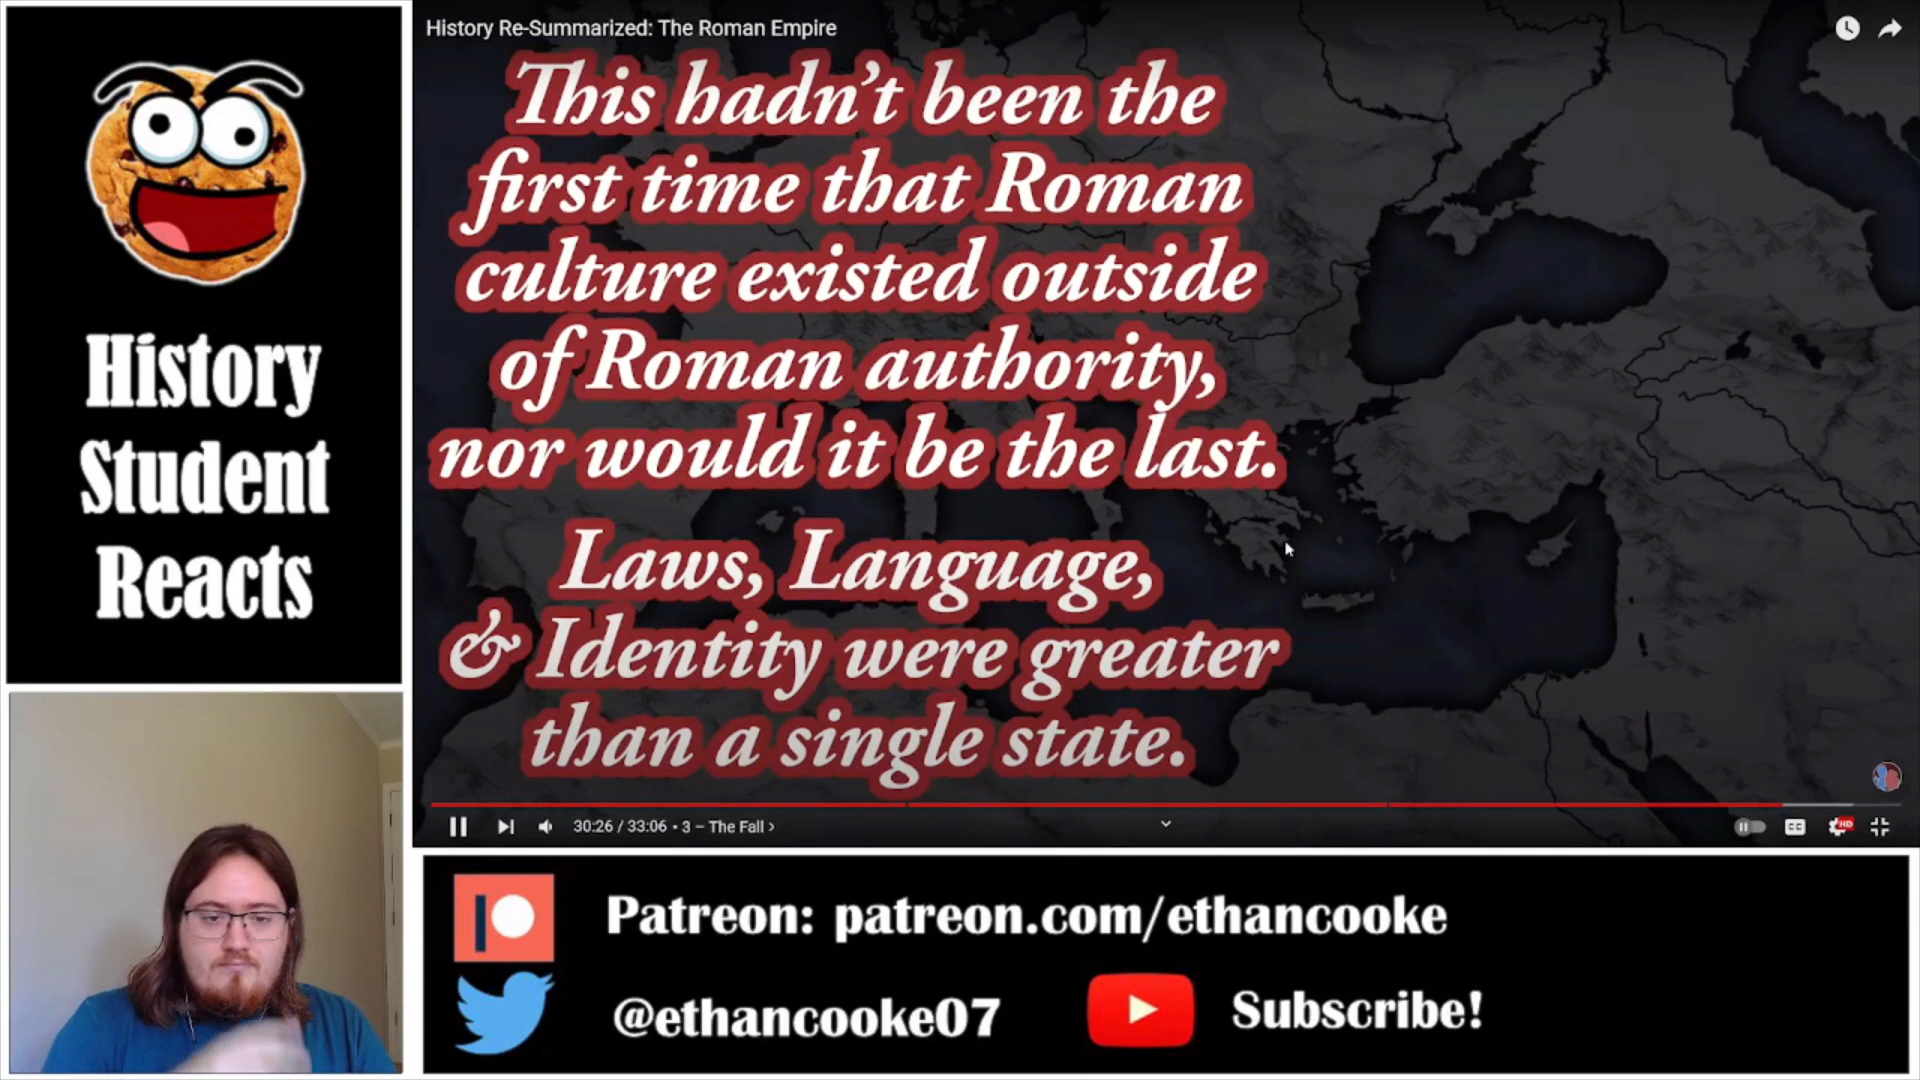 History Re-Summarized: The Roman Empire
This hadn't been the
first time that Roman
culture existed outside
of Roman authority,
nor would it be the last.
Laws, Language,
& Identity were greater
than a single state.
30:26 / 33:06 • 3 – The Fall ›
CC
HD
History
Student
Reacts
Patreon: patreon.com/ethancooke
@ethancooke07
Subscribe!